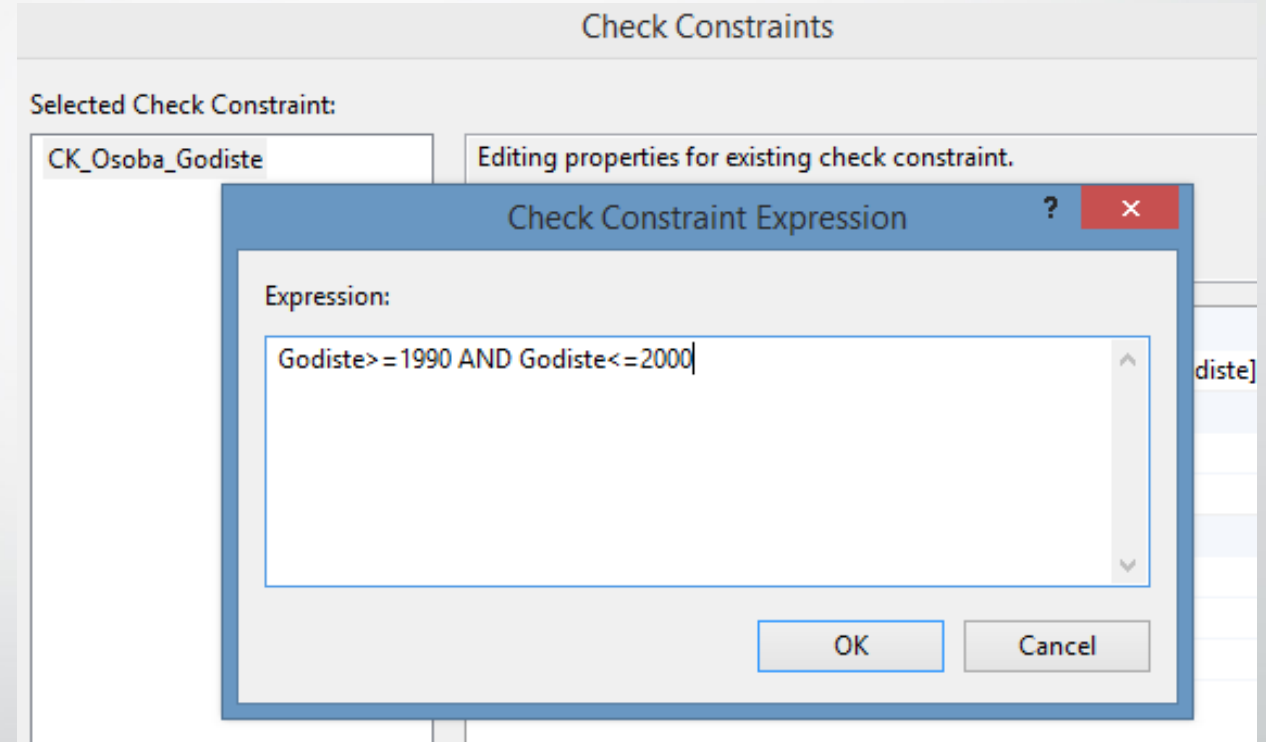 Check Constraints
Selected Check Constraint:
CK_Osoba_Godiste
Editing properties for existing check constraint.
Check Constraint Expression
?
Expression:
Godiste>=1990 AND Godiste<=2000
diste]
OK
Cancel